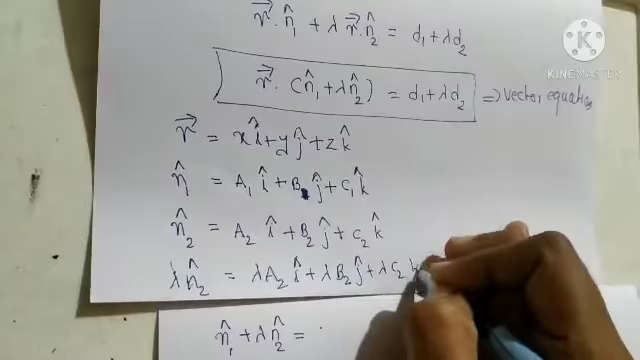 r⃗ . n̂₁ + λ r⃗ . n̂₂ = d₁ + λd₂
KINEMASTER
r⃗ . (n̂₁ + λn̂₂) = d₁ + λd₂ ⇒ vector equation
r⃗ = xî + yĵ + zk̂
n̂₁ = A₁ î + B₁ ĵ + C₁ k̂
n̂₂ = A₂ î + B₂ ĵ + C₂ k̂
λ n̂₂ = λA₂ î + λB₂ ĵ + λC₂
n̂₁ + λn̂₂ =